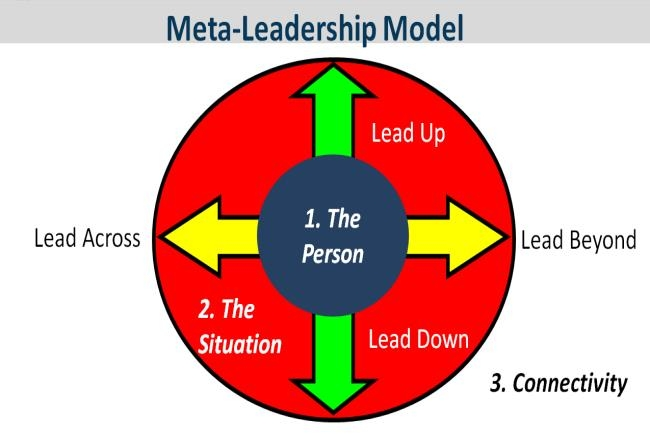 Meta-Leadership Model
Lead Up
Lead Across
1. The
Person
Lead Beyond
2. The
Situation
Lead Down
3. Connectivity